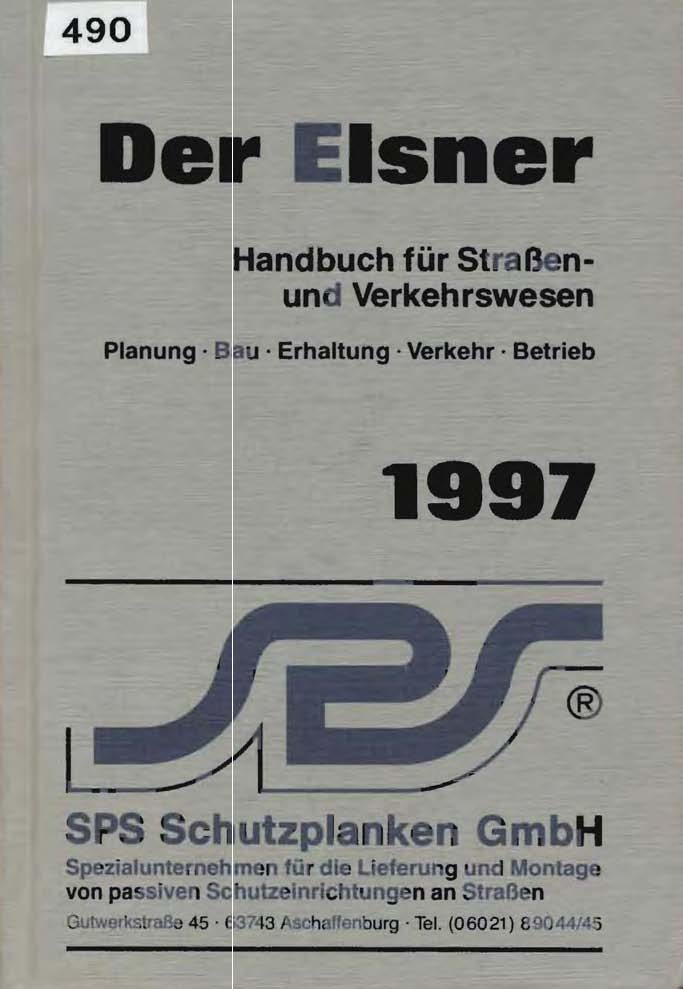 490
Der Elsner
Handbuch für Straßen-
und Verkehrswesen
Planung · Bau · Erhaltung · Verkehr · Betrieb
1997
SPS ®
SPS Schutzplanken GmbH
Spezialunternehmen für die Lieferung und Montage
von passiven Schutzeinrichtungen an Straßen
Gutwerkstraße 45 · 63743 Aschaffenburg · Tel. (06021) 89044/45